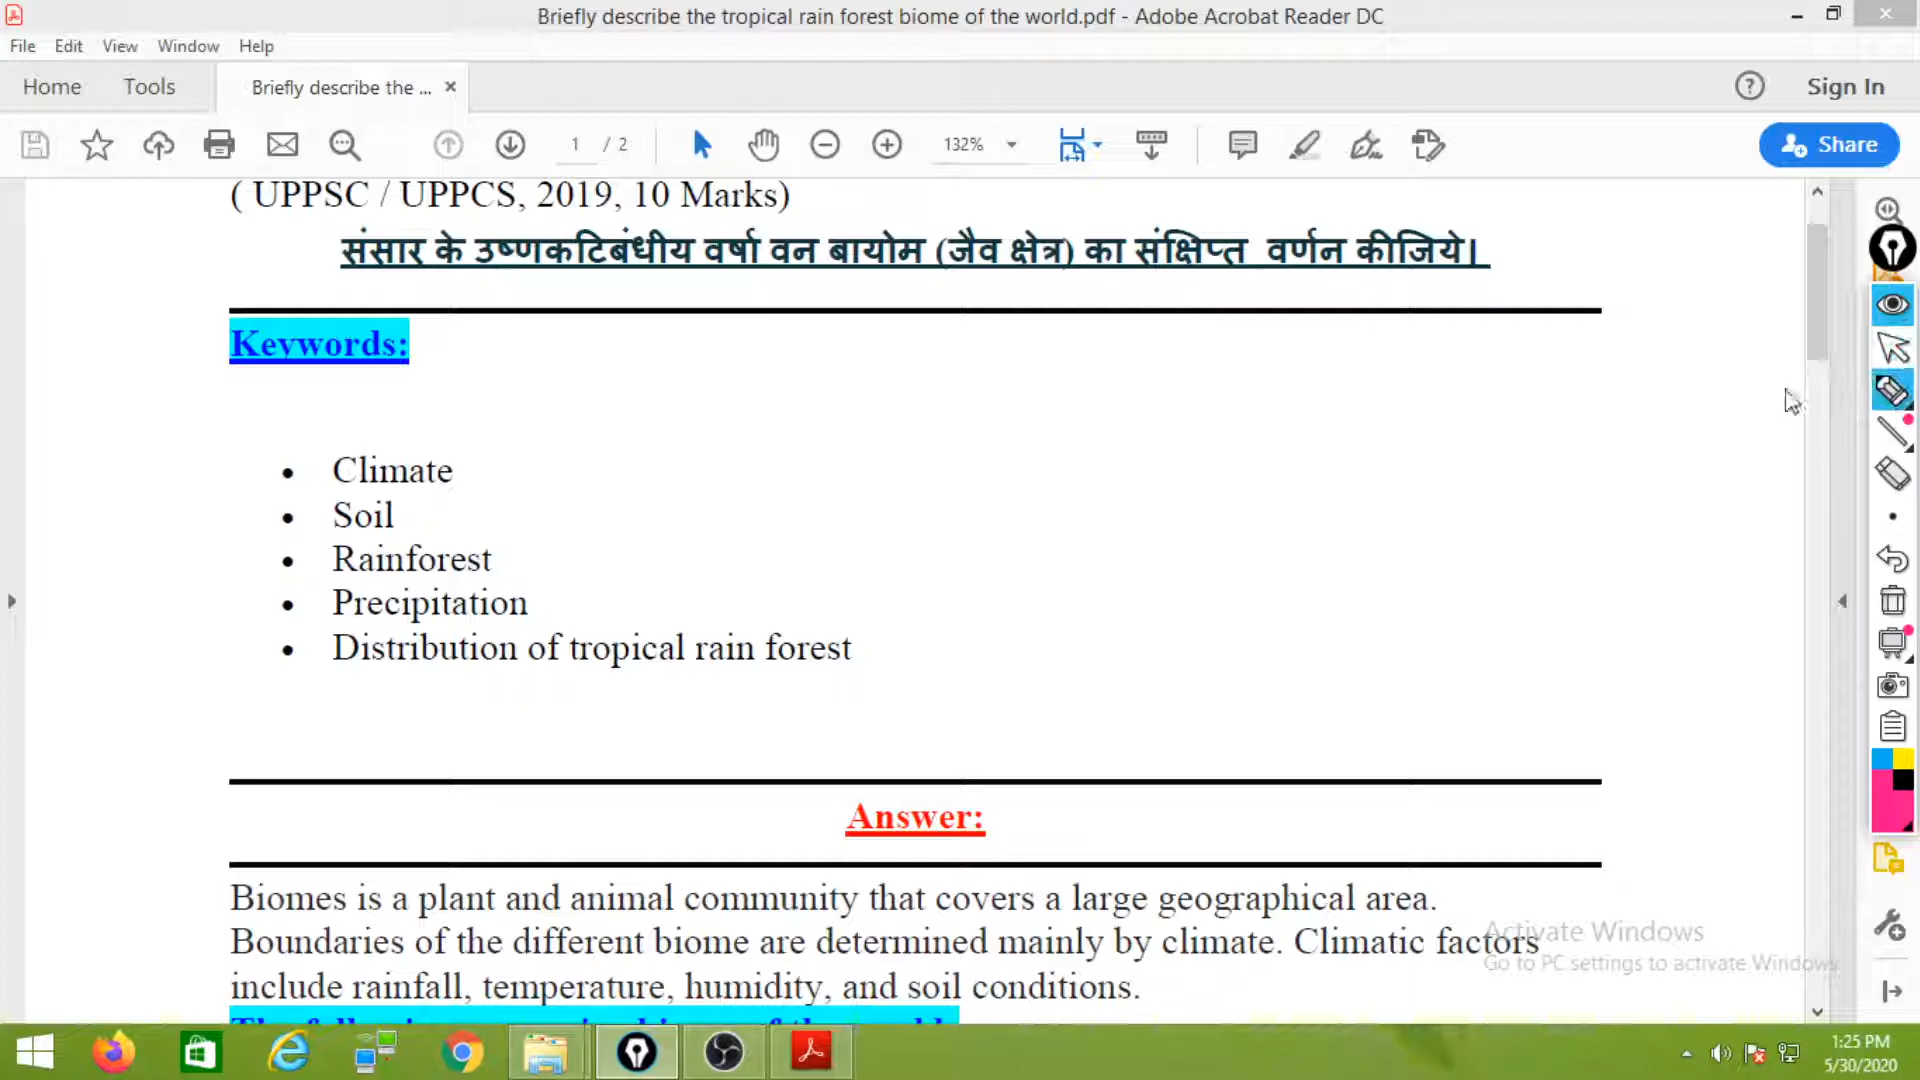 Briefly describe the tropical rain forest biome of the world.pdf - Adobe Acrobat Reader DC
File Edit View Window Help
Home Tools Briefly describe the ... × Sign In
1 / 2 132% Share
( UPPSC / UPPCS, 2019, 10 Marks)
संसार के उष्णकटिबंधीय वर्षा वन बायोम (जैव क्षेत्र) का संक्षिप्त वर्णन कीजिये।
Keywords:
• Climate
• Soil
• Rainforest
• Precipitation
• Distribution of tropical rain forest
Answer:
Biomes is a plant and animal community that covers a large geographical area.
Boundaries of the different biome are determined mainly by climate. Climatic factors
include rainfall, temperature, humidity, and soil conditions.
Activate Windows
Go to PC settings to activate Windows.
1:25 PM
5/30/2020